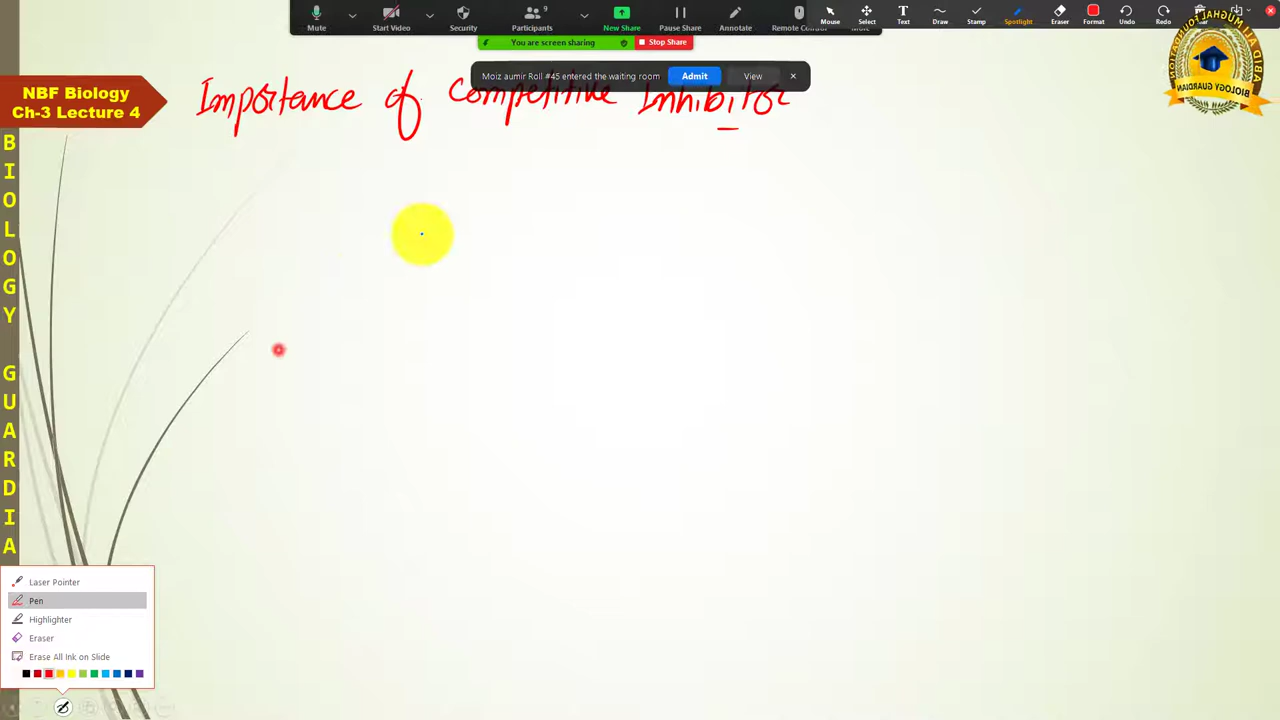 9
Mute
Start Video
Security
Participants
New Share
Pause Share
Annotate
Remote Control
More
Mouse
Select
Text
Draw
Stamp
Spotlight
Eraser
Format
Undo
Redo
You are screen sharing
Stop Share
Moiz aumir Roll #45 entered the waiting room
Admit
View
NBF Biology
Ch-3 Lecture 4
Importance of Competitive Inhibitor
BIOLOGY GUARDIA
BIOLOGY GUARDIAN
Laser Pointer
Pen
Highlighter
Eraser
Erase All Ink on Slide